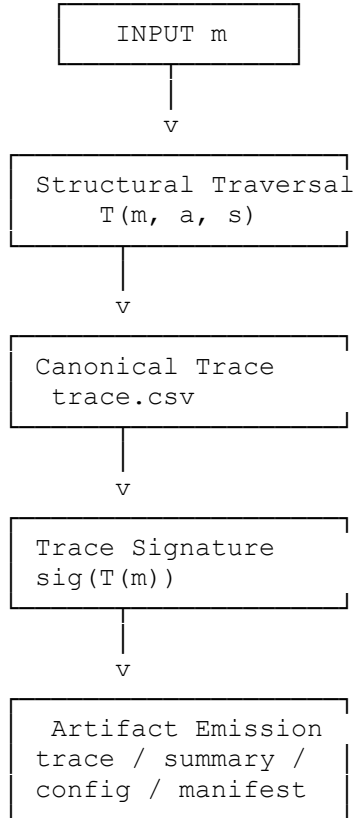 INPUT m
v
Structural Traversal
T(m, a, s)
v
Canonical Trace
trace.csv
v
Trace Signature
sig(T(m))
v
Artifact Emission
trace / summary /
config / manifest